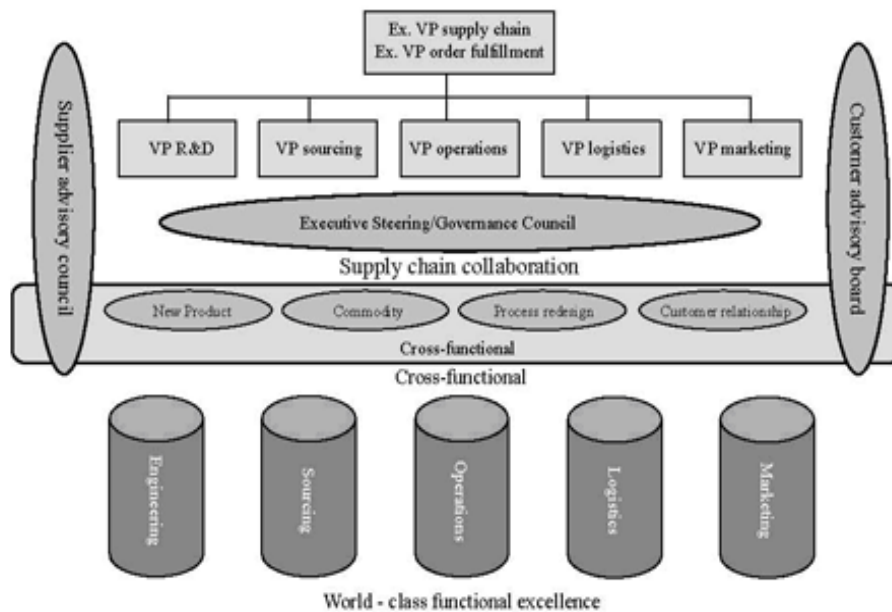 Ex. VP supply chain
Ex. VP order fulfillment
Supplier advisory council
Customer advisory board
VP R&D
VP sourcing
VP operations
VP logistics
VP marketing
Executive Steering/Governance Council
Supply chain collaboration
New Product
Commodity
Process redesign
Customer relationship
Cross-functional
Cross-functional
Engineering
Sourcing
Operations
Logistics
Marketing
World - class functional excellence